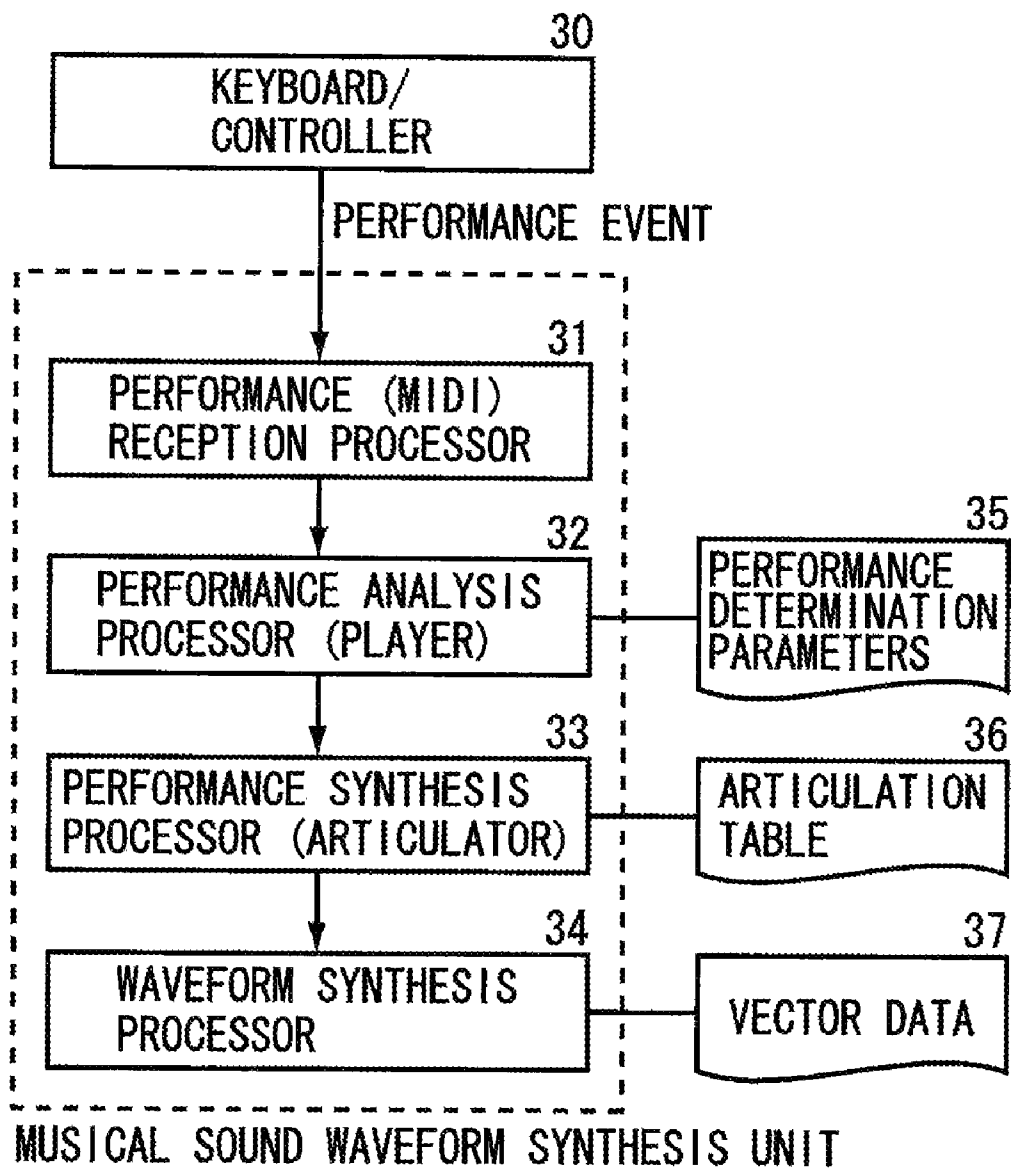 30
KEYBOARD/
CONTROLLER
PERFORMANCE EVENT
31
PERFORMANCE (MIDI)
RECEPTION PROCESSOR
32
PERFORMANCE ANALYSIS
PROCESSOR (PLAYER)
35
PERFORMANCE
DETERMINATION
PARAMETERS
33
PERFORMANCE SYNTHESIS
PROCESSOR (ARTICULATOR)
36
ARTICULATION
TABLE
34
WAVEFORM SYNTHESIS
PROCESSOR
37
VECTOR DATA
MUSICAL SOUND WAVEFORM SYNTHESIS UNIT